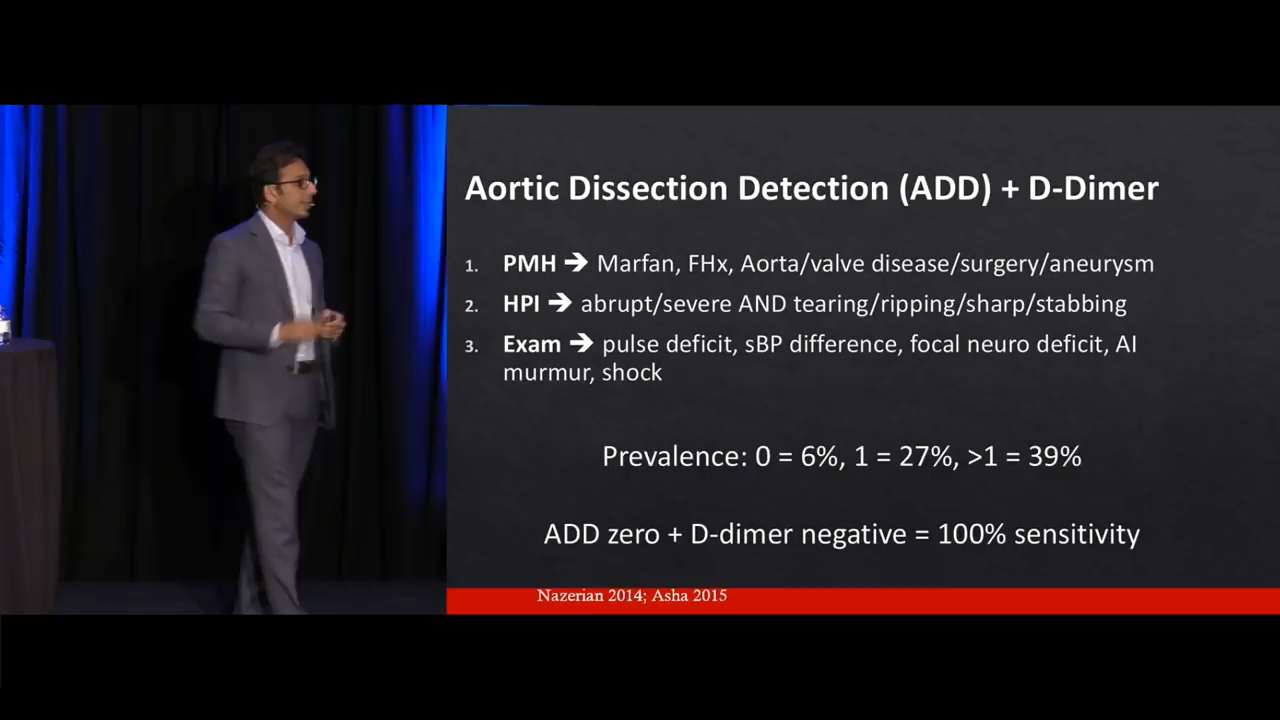 Aortic Dissection Detection (ADD) + D-Dimer
1. PMH ➔ Marfan, FHx, Aorta/valve disease/surgery/aneurysm
2. HPI ➔ abrupt/severe AND tearing/ripping/sharp/stabbing
3. Exam ➔ pulse deficit, sBP difference, focal neuro deficit, AI
murmur, shock
Prevalence: 0 = 6%, 1 = 27%, >1 = 39%
ADD zero + D-dimer negative = 100% sensitivity
Nazerian 2014; Asha 2015